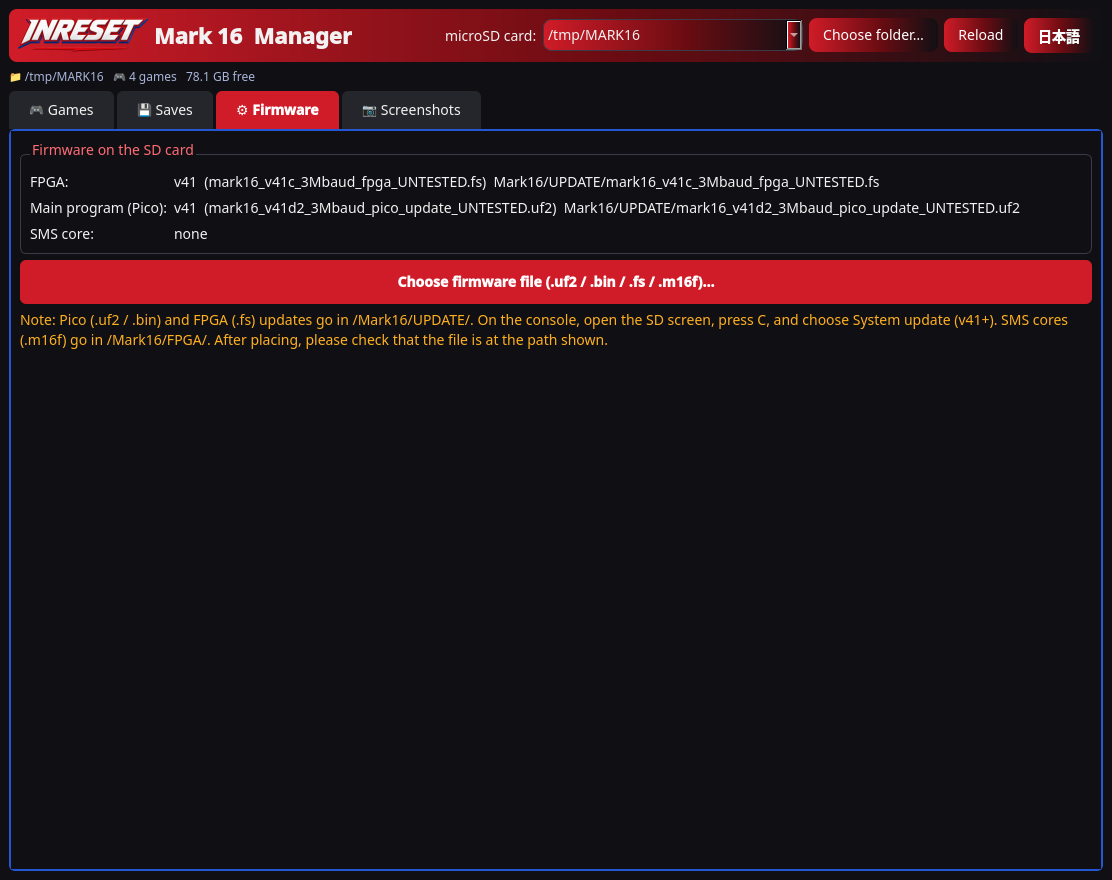 INRESET Mark 16 Manager microSD card: /tmp/MARK16 Choose folder... Reload 日本語
/tmp/MARK16 4 games 78.1 GB free
Games Saves Firmware Screenshots
Firmware on the SD card
FPGA: v41 (mark16_v41c_3Mbaud_fpga_UNTESTED.fs) Mark16/UPDATE/mark16_v41c_3Mbaud_fpga_UNTESTED.fs
Main program (Pico): v41 (mark16_v41d2_3Mbaud_pico_update_UNTESTED.uf2) Mark16/UPDATE/mark16_v41d2_3Mbaud_pico_update_UNTESTED.uf2
SMS core: none
Choose firmware file (.uf2 / .bin / .fs / .m16f)...
Note: Pico (.uf2 / .bin) and FPGA (.fs) updates go in /Mark16/UPDATE/. On the console, open the SD screen, press C, and choose System update (v41+). SMS cores
(.m16f) go in /Mark16/FPGA/. After placing, please check that the file is at the path shown.